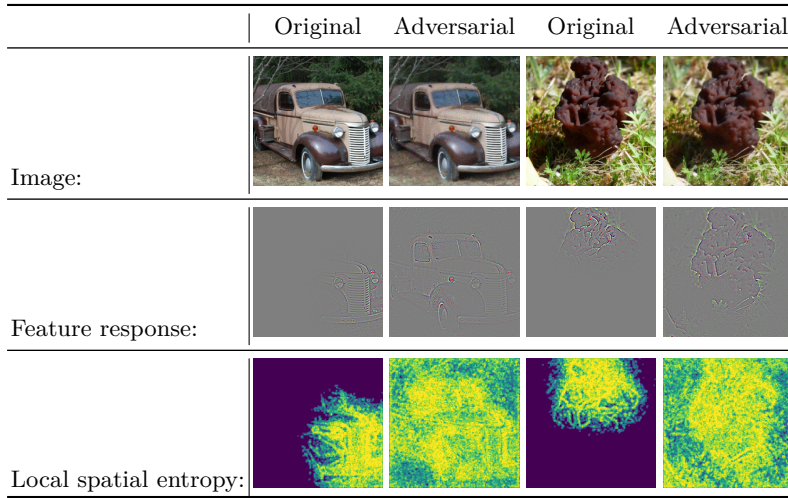 Original Adversarial Original Adversarial
Image:
Feature response:
Local spatial entropy: